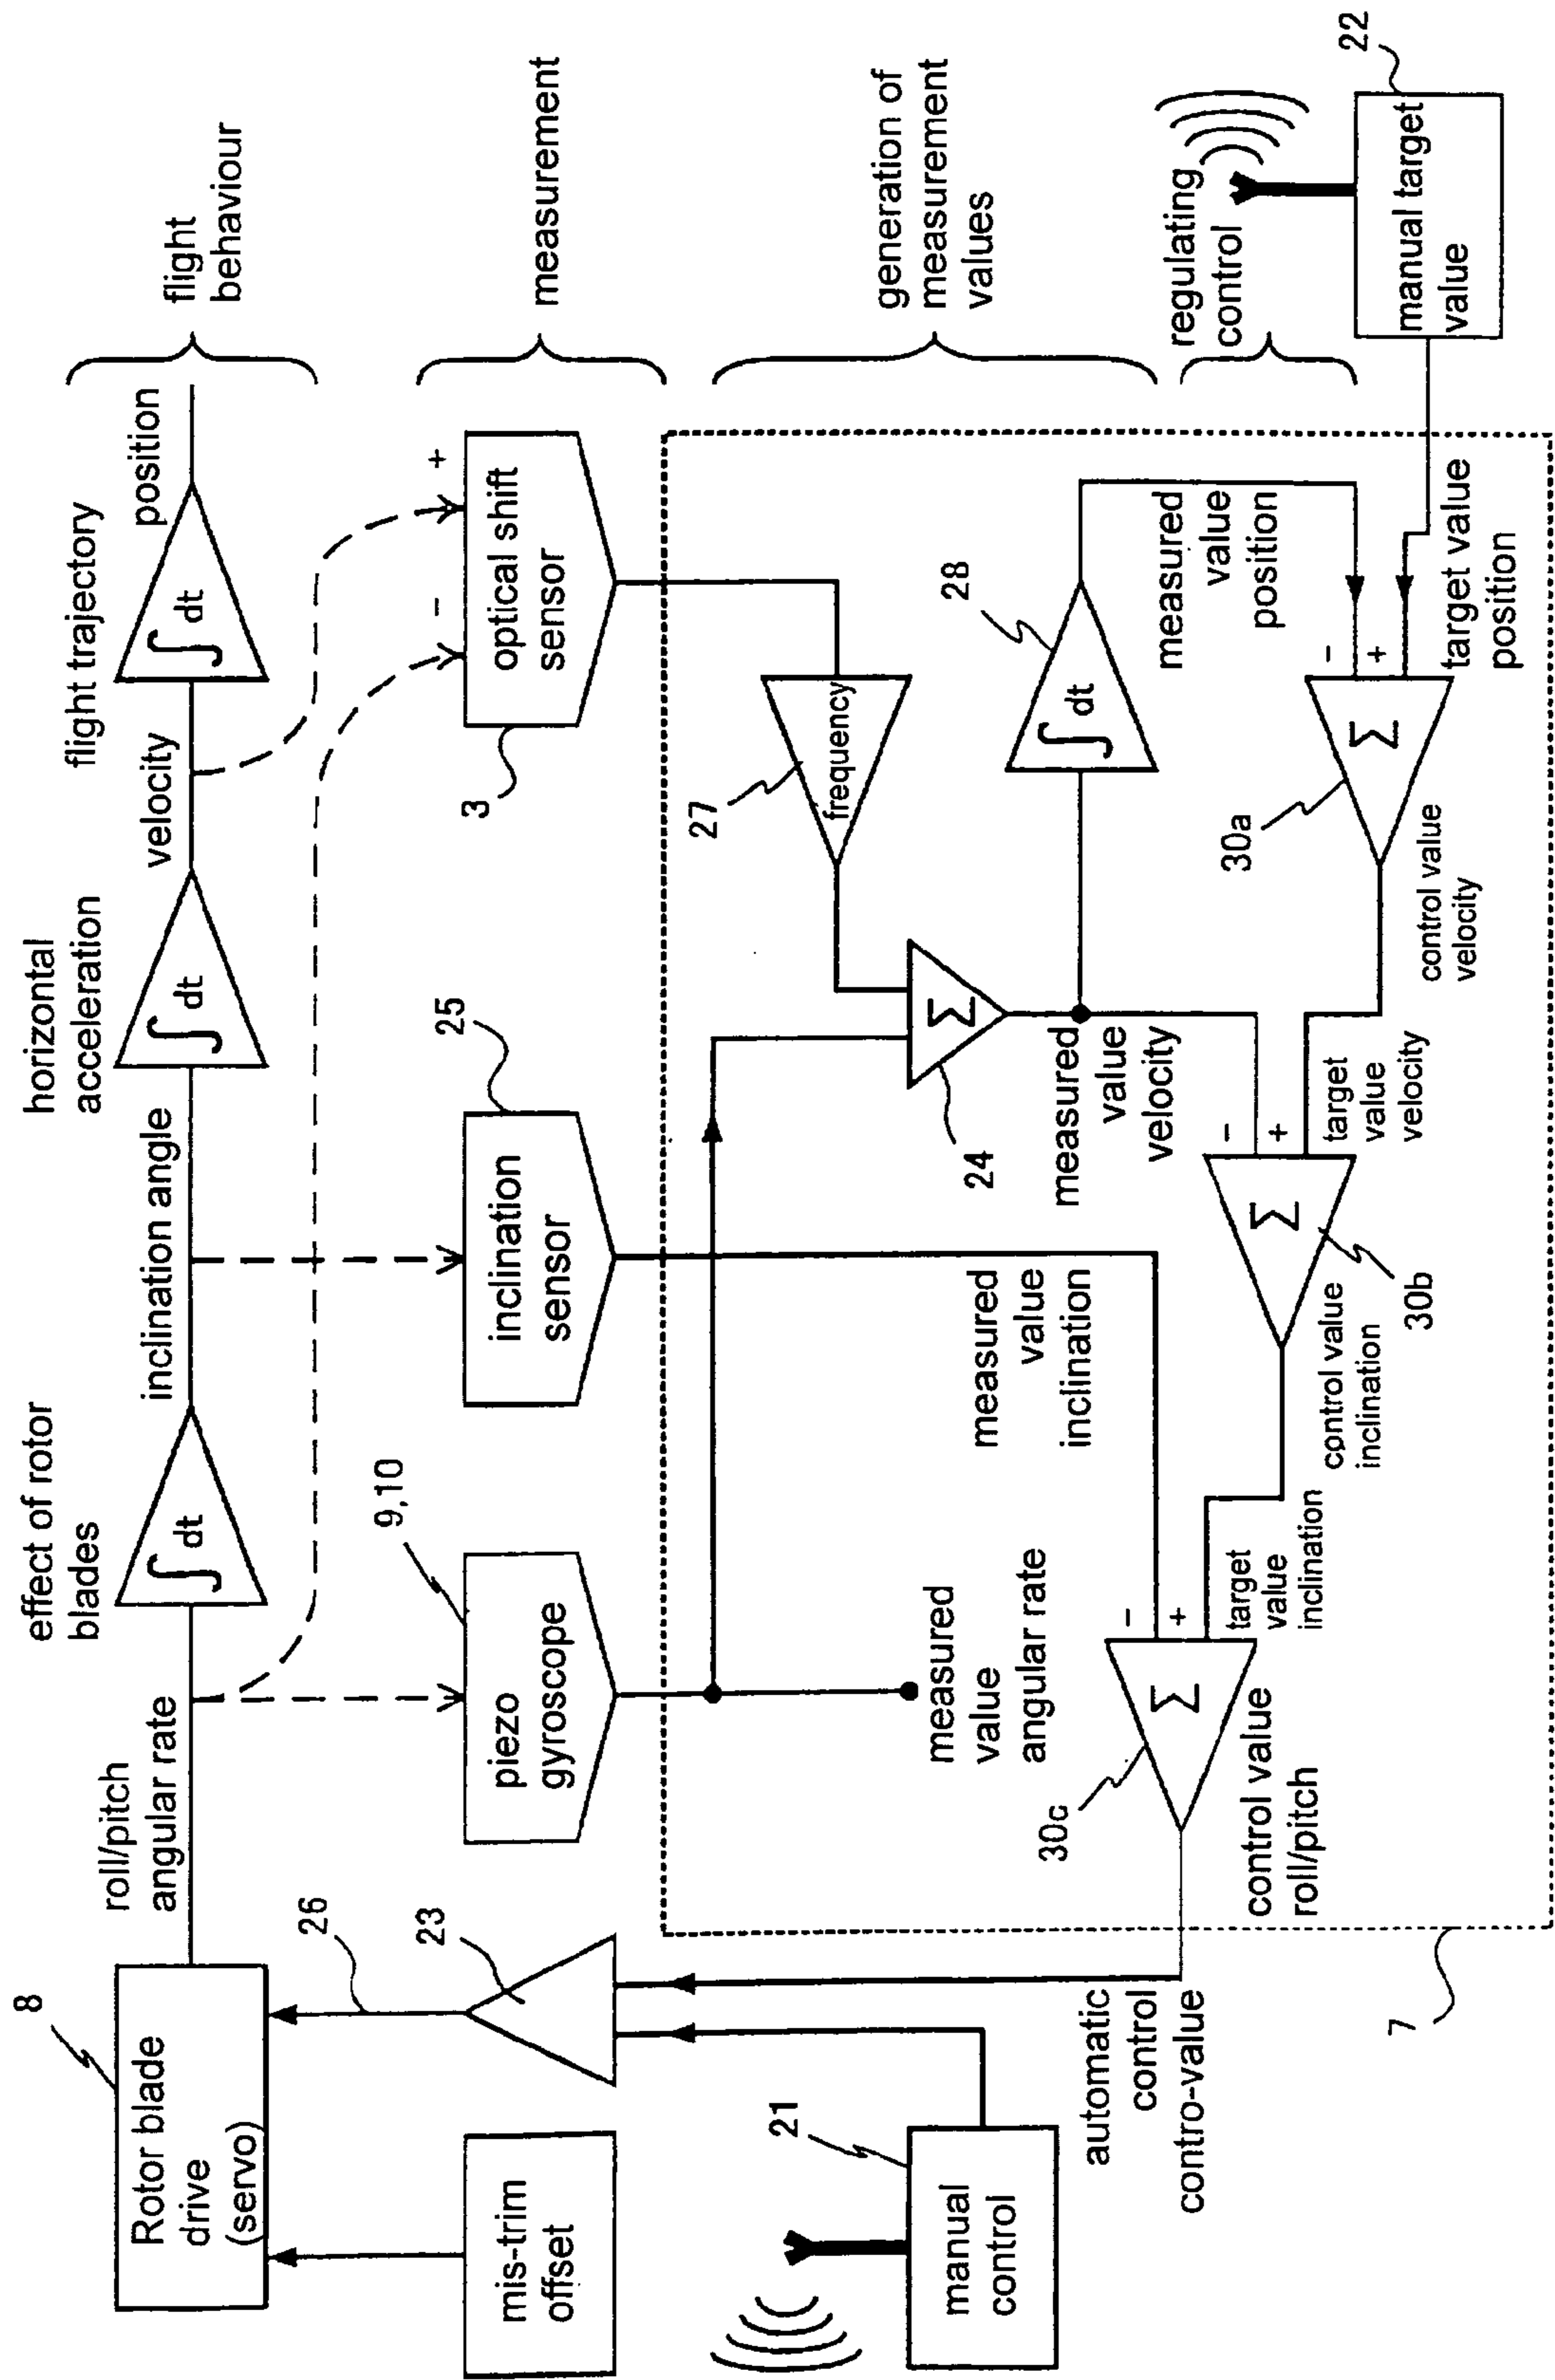 effect of rotor
blades
horizontal
acceleration
flight trajectory
8
Rotor blade
drive
(servo)
roll/pitch
angular rate
∫ dt
inclination angle
∫ dt
velocity
∫ dt
position
flight
behaviour
26
23
mis-trim
offset
9,10
piezo
gyroscope
25
inclination
sensor
3
- +
optical shift
sensor
measurement
21
manual
control
automatic
control
contro-value
7
measured
value
angular rate
measured
value
inclination
24
Σ
measured
value
velocity
27
frequency
28
∫ dt
measured
value
position
generation of
measurement
values
30c
Σ
-
+
target
value
inclination
control value
roll/pitch
30b
Σ
-
+
target
value
velocity
control value
inclination
30a
Σ
-
+
target value
position
control value
velocity
regulating
control
22
manual target
value